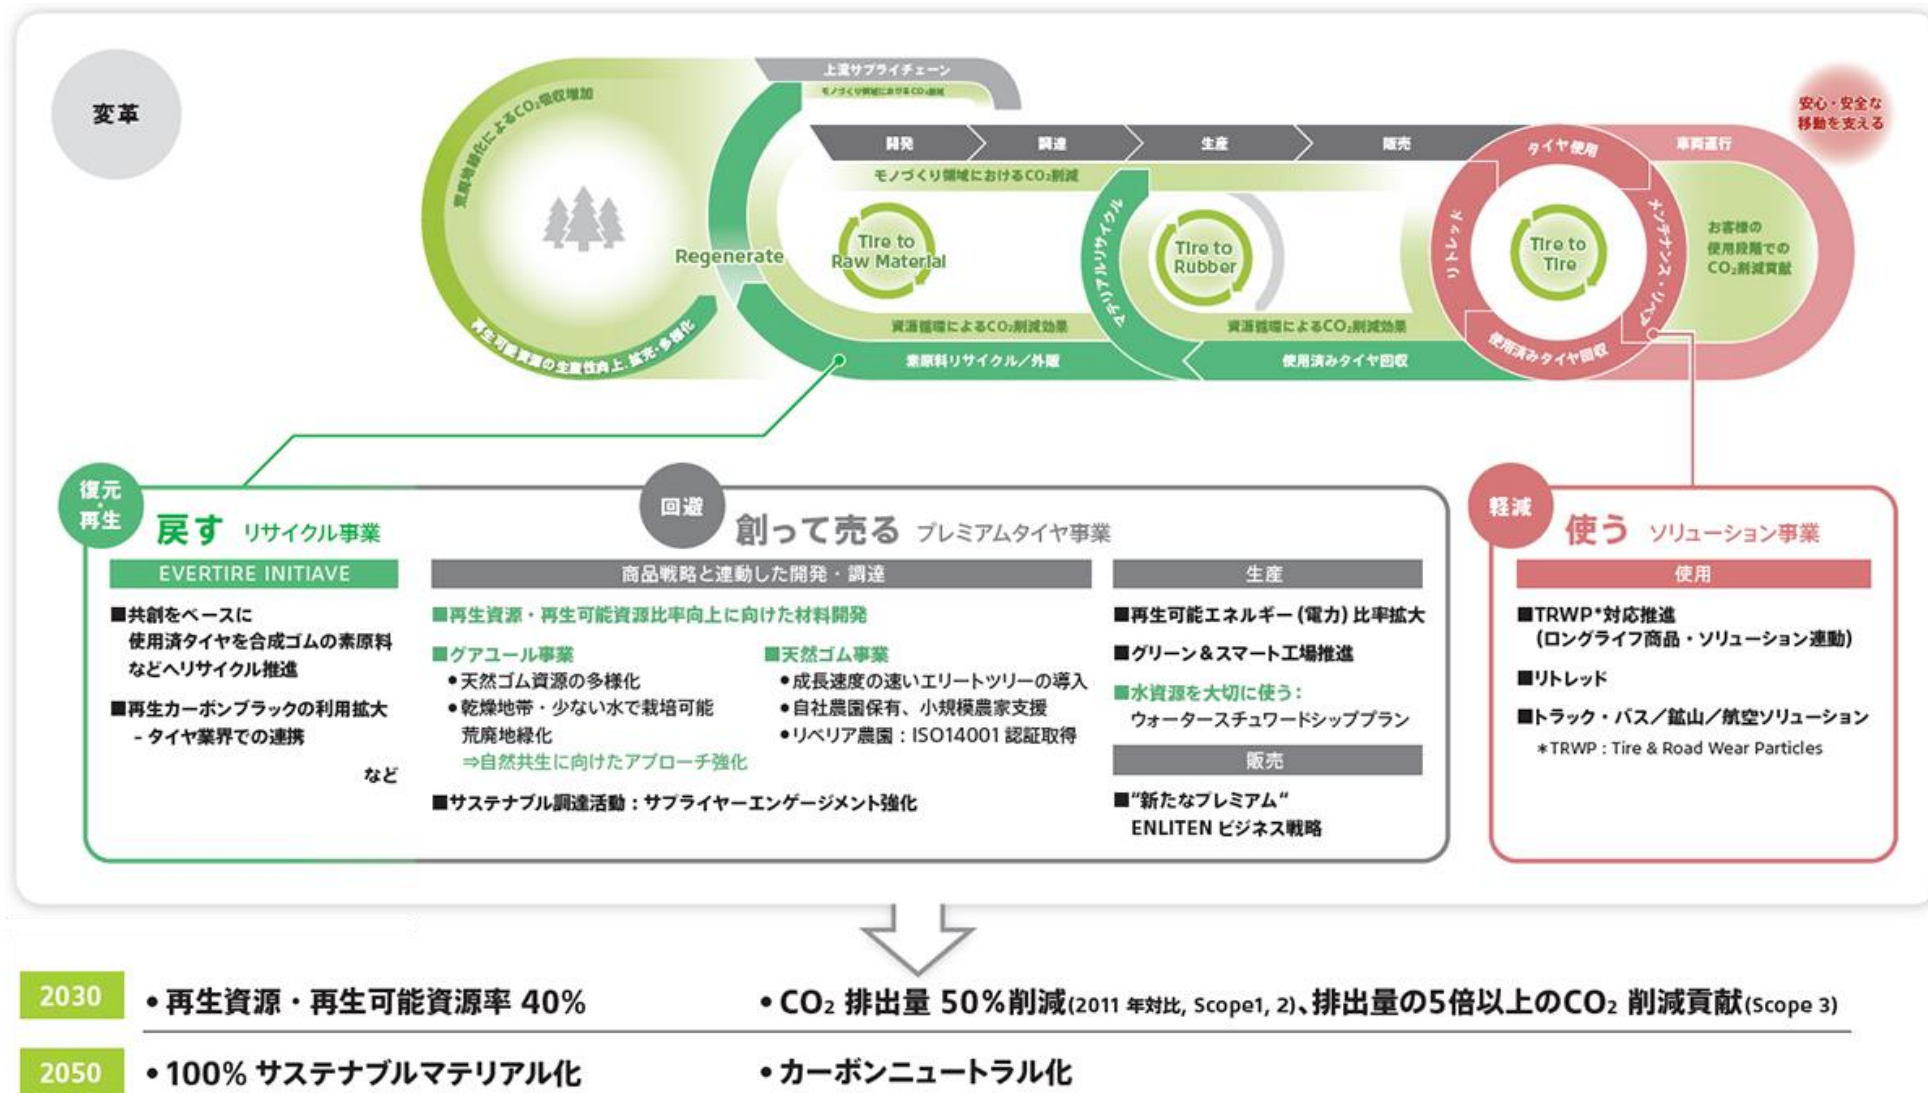 変革
荒廃地緑化によるCO₂吸収増加
再生可能資源の生産性向上、拡充・多様化
Regenerate
上流サプライチェーン
モノづくり領域におけるCO₂削減
開発
調達
生産
販売
モノづくり領域におけるCO₂削減
Tire to
Raw Material
マテリアルリサイクル
Tire to
Rubber
資源循環によるCO₂削減効果
資源循環によるCO₂削減効果
素原料リサイクル／外販
使用済みタイヤ回収
タイヤ使用
リトレッド
メンテナンス・リペア
使用済みタイヤ回収
Tire to
Tire
車両運行
お客様の
使用段階での
CO₂削減貢献
安心・安全な
移動を支える
復元
・
再生
戻す リサイクル事業
EVERTIRE INITIAVE
■共創をベースに
使用済タイヤを合成ゴムの素原料
などへリサイクル推進
■再生カーボンブラックの利用拡大
- タイヤ業界での連携
など
回避
創って売る プレミアムタイヤ事業
商品戦略と連動した開発・調達
■再生資源・再生可能資源比率向上に向けた材料開発
■グアユール事業
●天然ゴム資源の多様化
●乾燥地帯・少ない水で栽培可能
荒廃地緑化
⇒自然共生に向けたアプローチ強化
■天然ゴム事業
●成長速度の速いエリートツリーの導入
●自社農園保有、小規模農家支援
●リベリア農園：ISO14001 認証取得
■サステナブル調達活動：サプライヤーエンゲージメント強化
生産
■再生可能エネルギー (電力) 比率拡大
■グリーン＆スマート工場推進
■水資源を大切に使う：
ウォータースチュワードシッププラン
販売
■“新たなプレミアム“
ENLITEN ビジネス戦略
軽減
使う ソリューション事業
使用
■TRWP*対応推進
(ロングライフ商品・ソリューション連動)
■リトレッド
■トラック・バス／鉱山／航空ソリューション
*TRWP : Tire & Road Wear Particles
2030
• 再生資源・再生可能資源率 40%
• CO₂ 排出量 50%削減(2011 年対比, Scope1, 2)、排出量の5倍以上のCO₂ 削減貢献(Scope 3)
2050
• 100% サステナブルマテリアル化
• カーボンニュートラル化